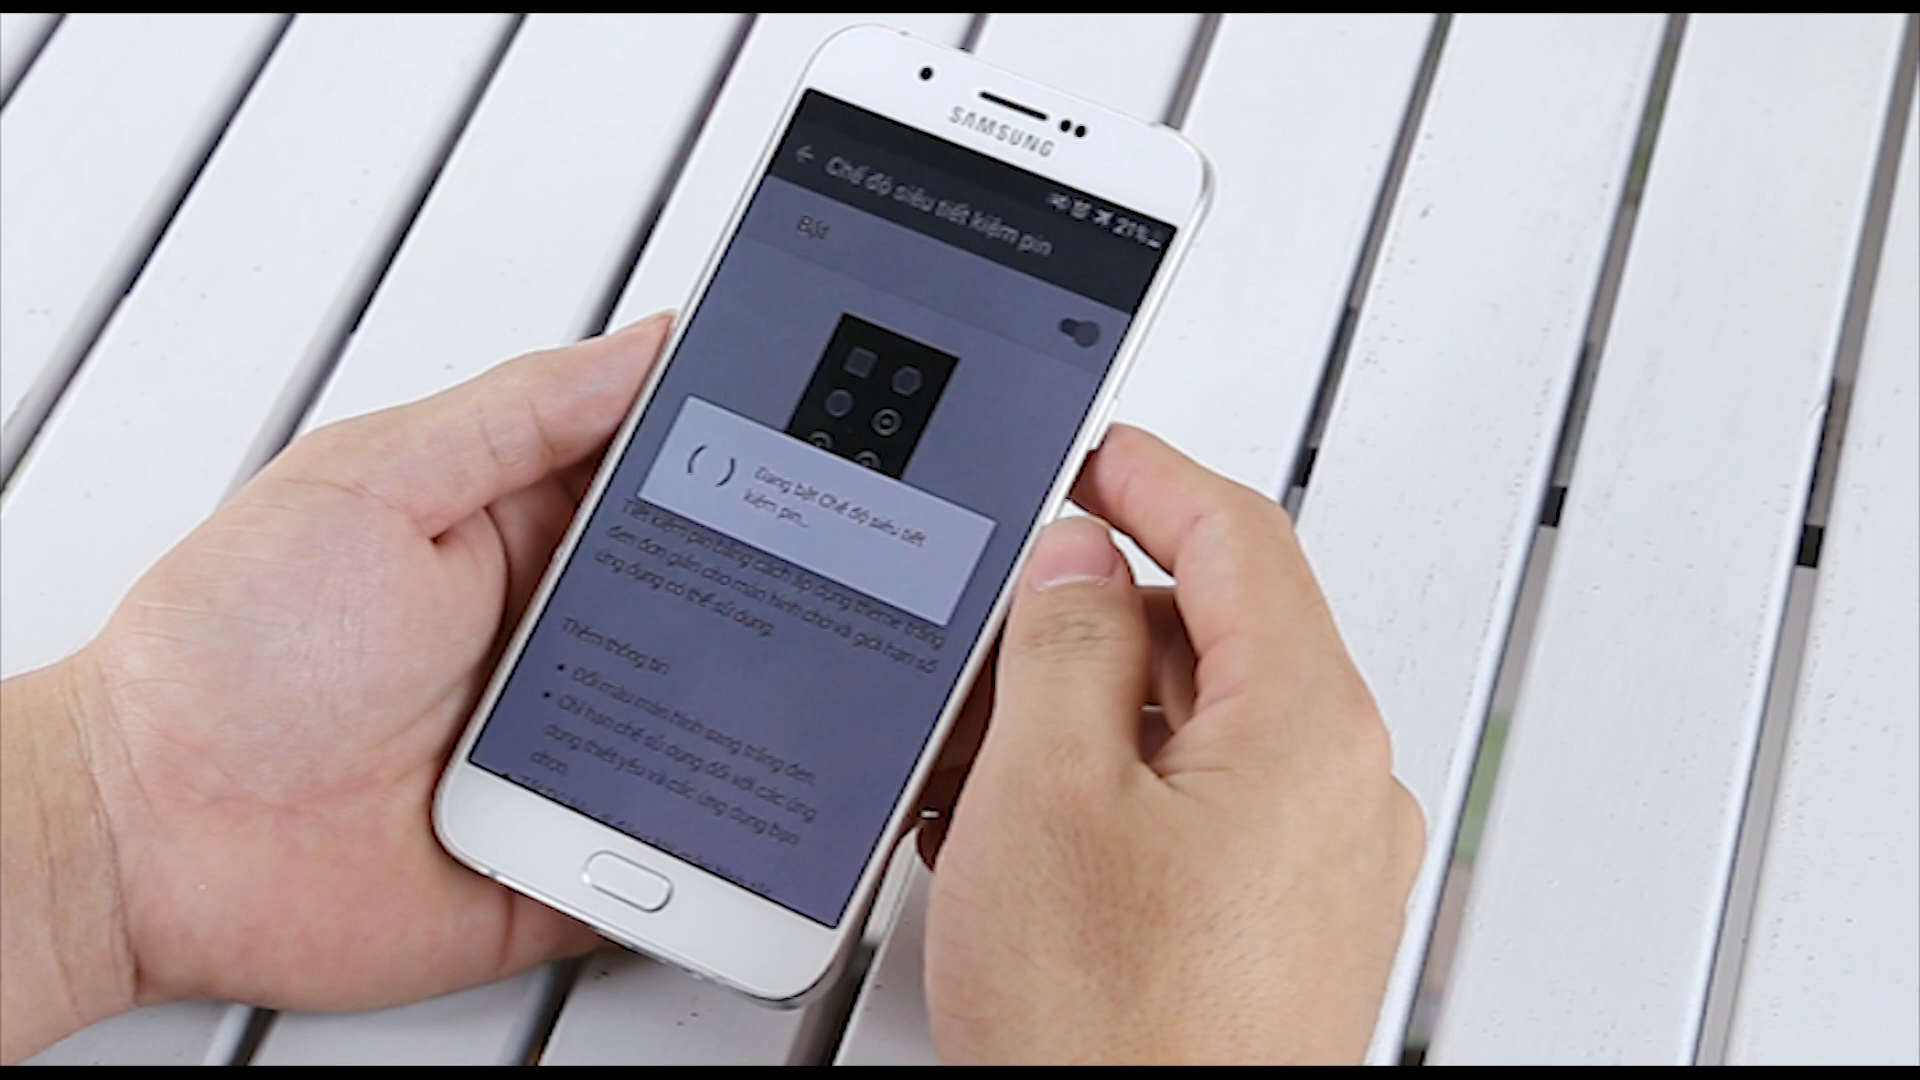 SAMSUNG
21%
Chế độ siêu tiết kiệm pin
Bật
Đang bật Chế độ siêu tiết
kiệm pin...
Tiết kiệm pin bằng cách áp dụng theme trắng
đen đơn giản cho màn hình chờ và giới hạn số
ứng dụng có thể sử dụng.
Thêm thông tin
• Đổi màu màn hình sang trắng đen.
• Chỉ hạn chế sử dụng đối với các ứng
dụng thiết yếu và các ứng dụng bạn
chọn.